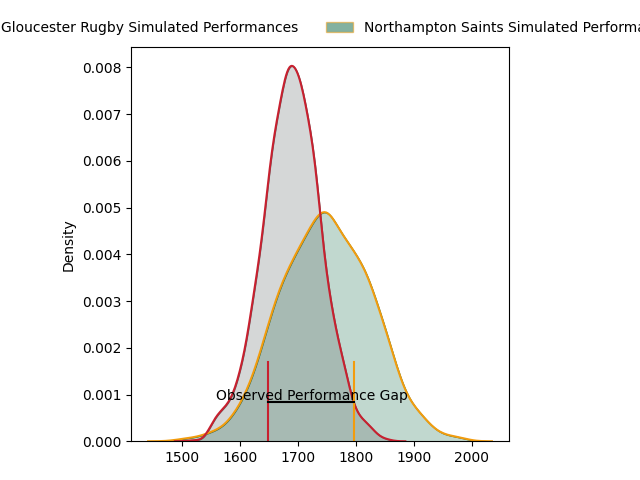 Gloucester Rugby Simulated Performances
Northampton Saints Simulated
0.008
0.007
0.006
0.005
0.004
0.003
0.002
0.001
0.000
Density
Observed Performance Gap
1500 1600 1700 1800 1900 2000